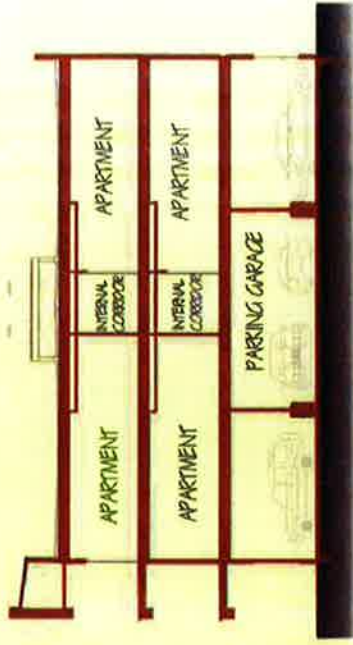 APARTMENT
INTERNAL
CORRIDOR
APARTMENT
APARTMENT
INTERNAL
CORRIDOR
APARTMENT
PARKING GARAGE